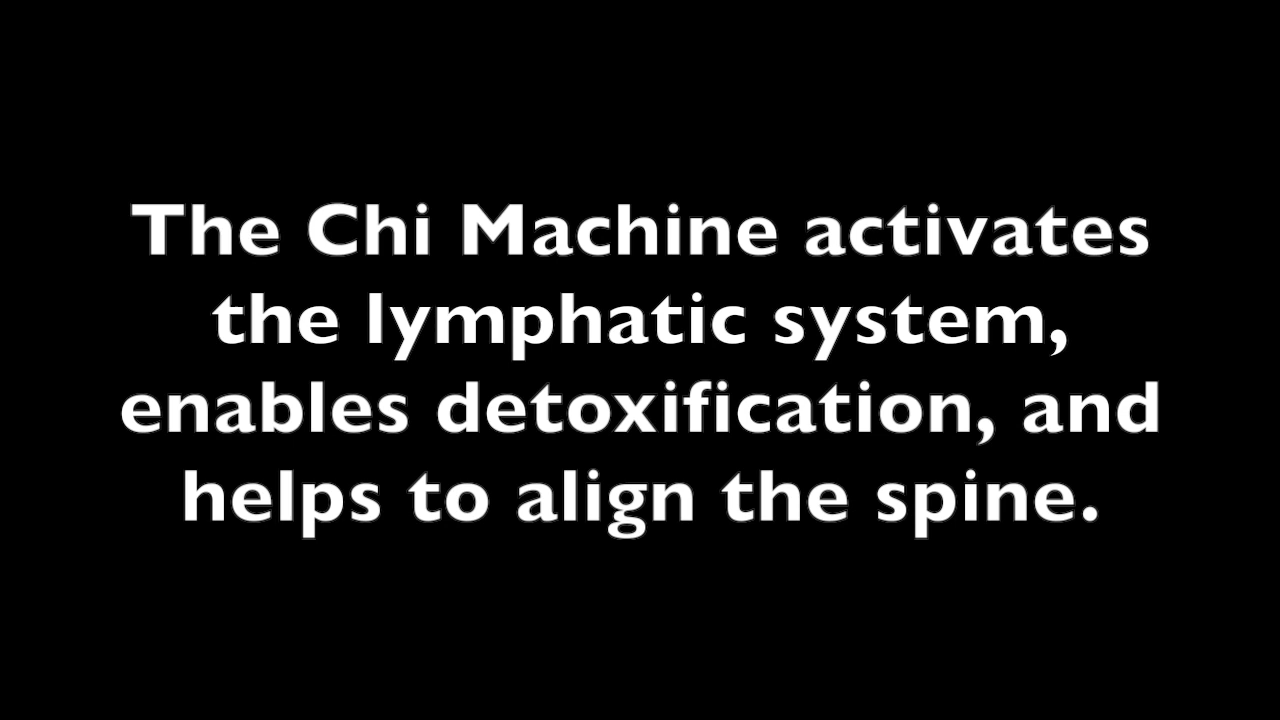 The Chi Machine activates
the lymphatic system,
enables detoxification, and
helps to align the spine.